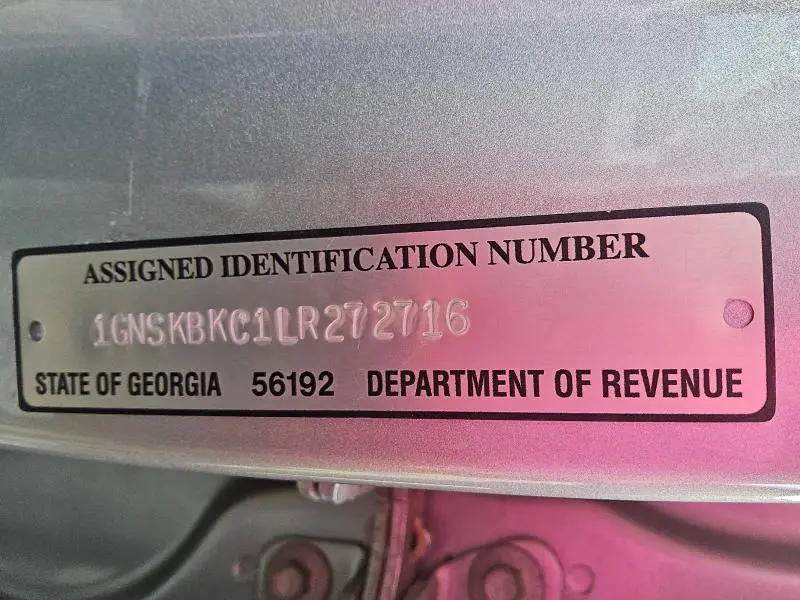 ASSIGNED IDENTIFICATION NUMBER
1GNSKBKC1LR272716
STATE OF GEORGIA 56192 DEPARTMENT OF REVENUE